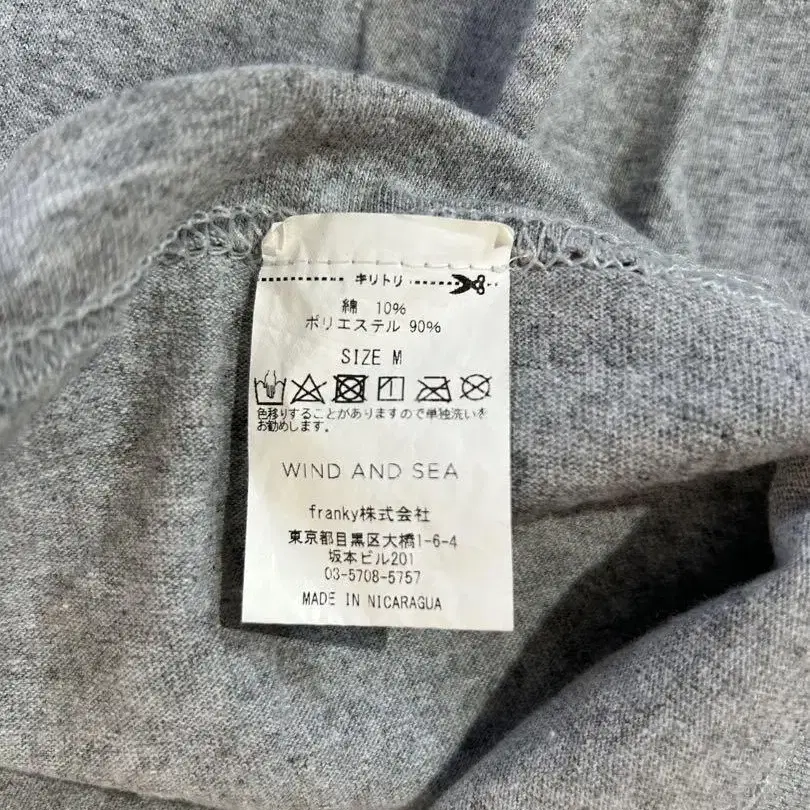 キリトリ
綿 10%
ポリエステル 90%
SIZE M
色移りすることがありますので単独洗いを
お勧めします。
WIND AND SEA
franky株式会社
東京都目黒区大橋1-6-4
坂本ビル201
03-5708-5757
MADE IN NICARAGUA